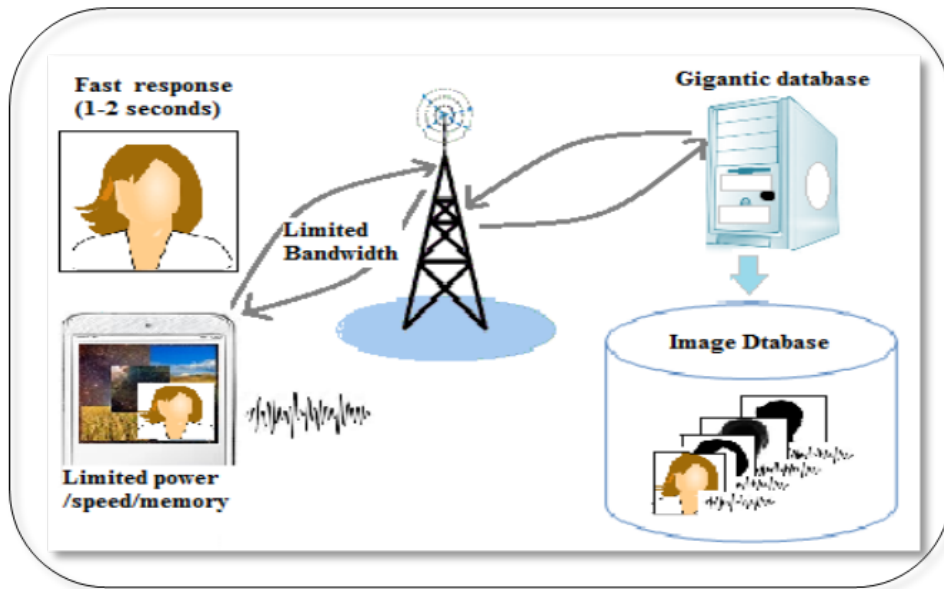 Fast response
(1-2 seconds)
Gigantic database
Limited
Bandwidth
Image Dtabase
Limited power
/speed/memory